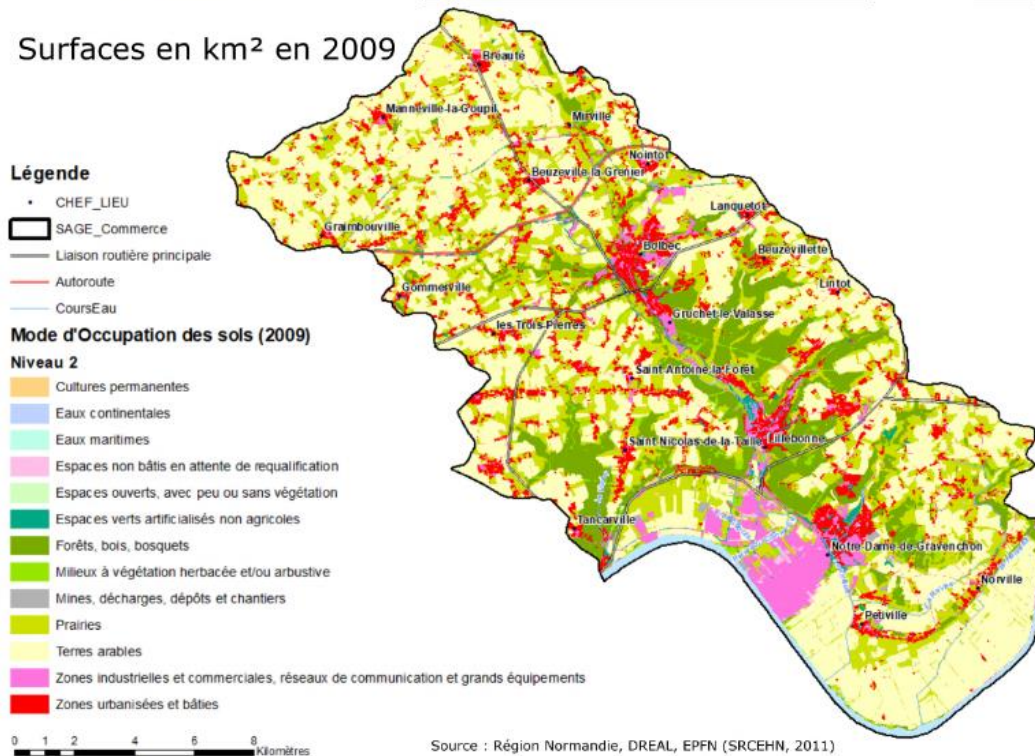 Surfaces en km² en 2009
Légende
CHEF_LIEU
SAGE_Commerce
Liaison routière principale
Autoroute
CoursEau
Mode d'Occupation des sols (2009)
Niveau 2
Cultures permanentes
Eaux continentales
Eaux maritimes
Espaces non bâtis en attente de requalification
Espaces ouverts, avec peu ou sans végétation
Espaces verts artificialisés non agricoles
Forêts, bois, bosquets
Milieux à végétation herbacée et/ou arbustive
Mines, décharges, dépôts et chantiers
Prairies
Terres arables
Zones industrielles et commerciales, réseaux de communication et grands équipements
Zones urbanisées et bâties
0 1 2 4 6 8
Kilomètres
Bréauté
Manneville-la-Goupil
Mirville
Nointot
Beuzeville-la-Grenier
Lanquetot
Graimbouville
Bolbec
Beuzevillette
Gommerville
Lintot
Gruchet-le-Valasse
les Trois-Pierres
Saint-Antoine-la-Forêt
Saint-Nicolas-de-la-Taille
Lillebonne
Tancarville
Notre-Dame-de-Gravenchon
Norville
Petiville
Source : Région Normandie, DREAL, EPFN (SRCEHN, 2011)